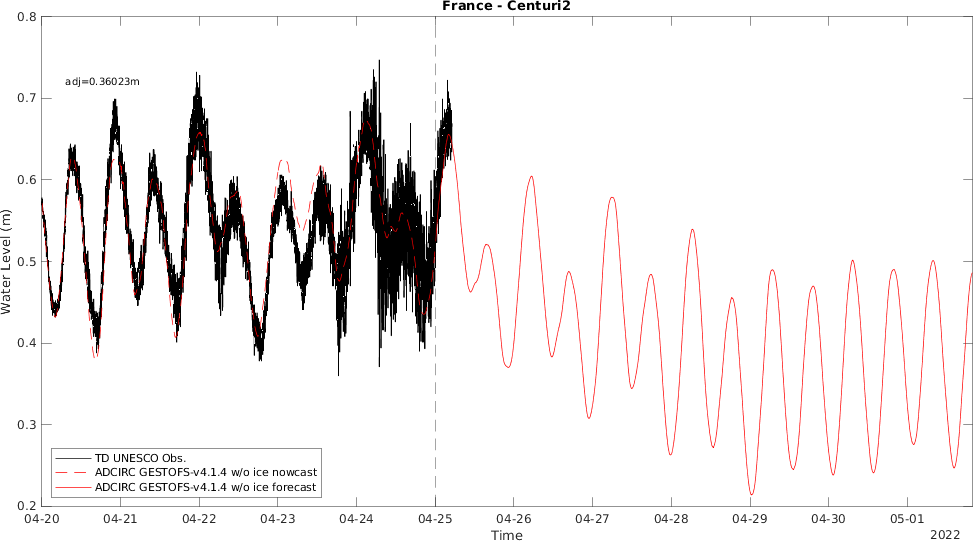 France - Centuri2
adj=0.36023m
Water Level (m)
0.8
0.7
0.6
0.5
0.4
0.3
0.2
TD UNESCO Obs.
ADCIRC GESTOFS-v4.1.4 w/o ice nowcast
ADCIRC GESTOFS-v4.1.4 w/o ice forecast
04-20 04-21 04-22 04-23 04-24 04-25 04-26 04-27 04-28 04-29 04-30 05-01
Time
2022